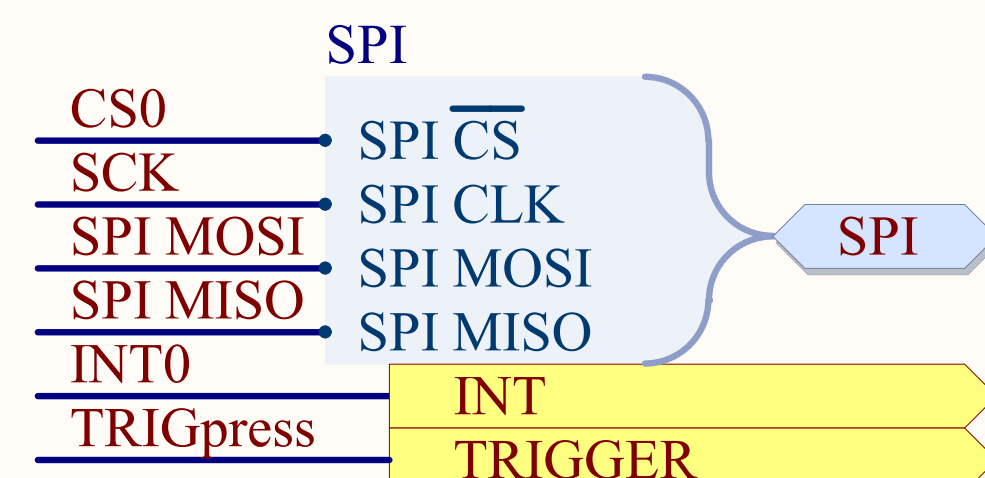 SPI
CS0
SPI CS
SCK
SPI CLK
SPI
SPI MOSI
SPI MOSI
SPI MISO
SPI MISO
INT0
INT
TRIGpress
TRIGGER